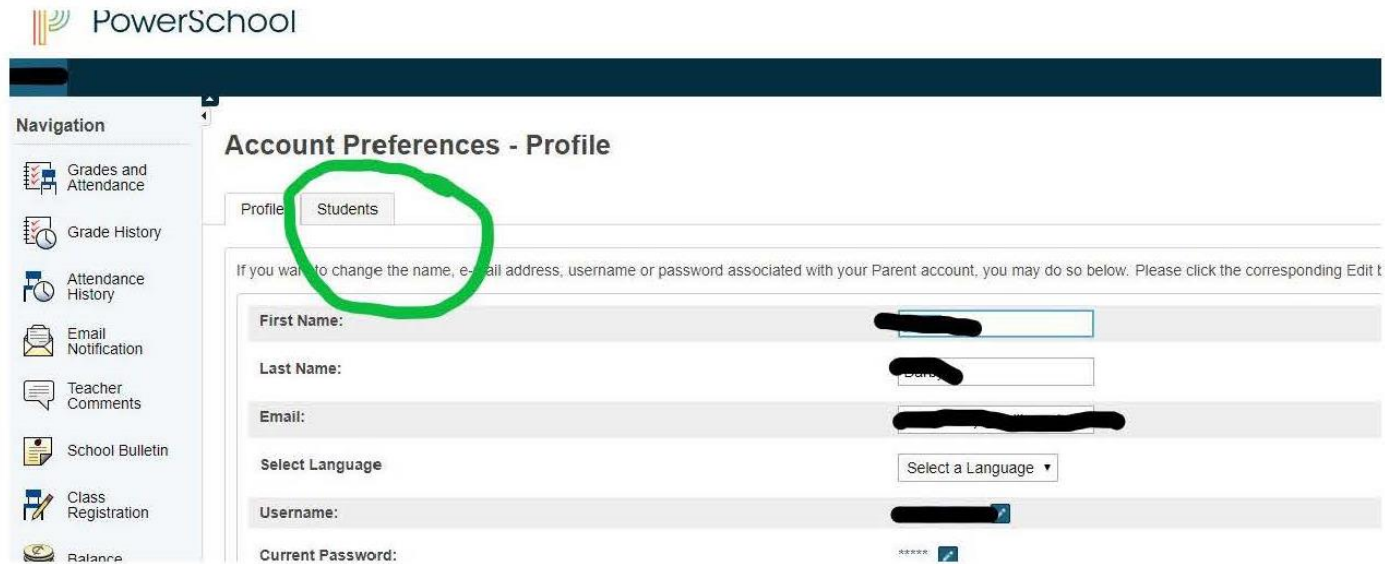 PowerSchool
Navigation
Grades and
Attendance
Grade History
Attendance
History
Email
Notification
Teacher
Comments
School Bulletin
Class
Registration
Balance
Account Preferences - Profile
Profile Students
If you want to change the name, e-mail address, username or password associated with your Parent account, you may do so below. Please click the corresponding Edit
First Name:
Last Name:
Email:
Select Language Select a Language
Username:
Current Password: *****